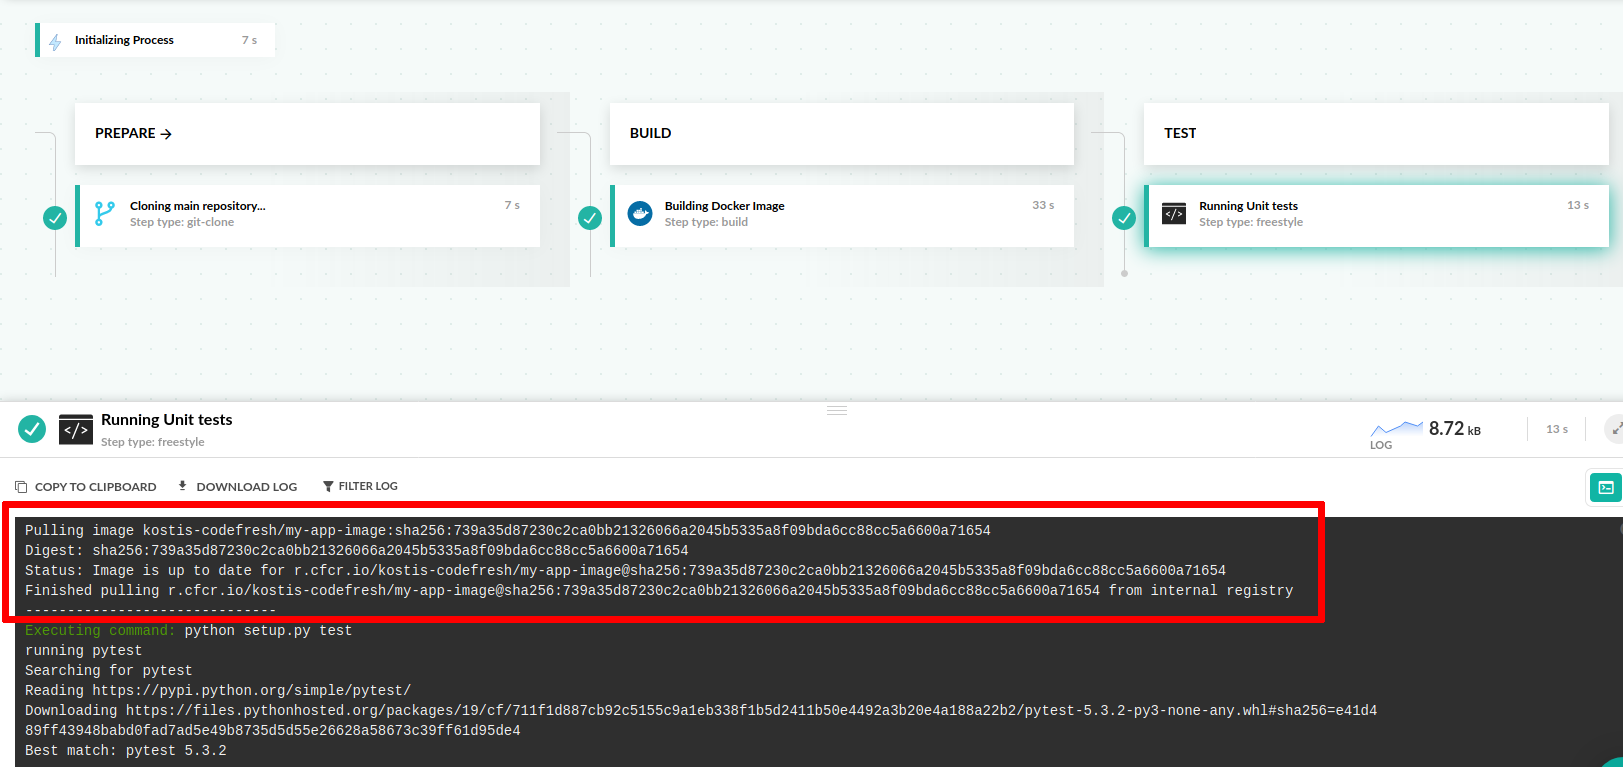 Initializing Process 7 s
PREPARE →
BUILD
TEST
Cloning main repository... 7 s
Step type: git-clone
Building Docker Image 33 s
Step type: build
Running Unit tests 13 s
Step type: freestyle
Running Unit tests
Step type: freestyle
8.72 kB
LOG
13 s
COPY TO CLIPBOARD DOWNLOAD LOG FILTER LOG
Pulling image kostis-codefresh/my-app-image:sha256:739a35d87230c2ca0bb21326066a2045b5335a8f09bda6cc88cc5a6600a71654
Digest: sha256:739a35d87230c2ca0bb21326066a2045b5335a8f09bda6cc88cc5a6600a71654
Status: Image is up to date for r.cfcr.io/kostis-codefresh/my-app-image@sha256:739a35d87230c2ca0bb21326066a2045b5335a8f09bda6cc88cc5a6600a71654
Finished pulling r.cfcr.io/kostis-codefresh/my-app-image@sha256:739a35d87230c2ca0bb21326066a2045b5335a8f09bda6cc88cc5a6600a71654 from internal registry
------------------------------
Executing command: python setup.py test
running pytest
Searching for pytest
Reading https://pypi.python.org/simple/pytest/
Downloading https://files.pythonhosted.org/packages/19/cf/711f1d887cb92c5155c9a1eb338f1b5d2411b50e4492a3b20e4a188a22b2/pytest-5.3.2-py3-none-any.whl#sha256=e41d4
89ff43948babd0fad7ad5e49b8735d5d55e26628a58673c39ff61d95de4
Best match: pytest 5.3.2